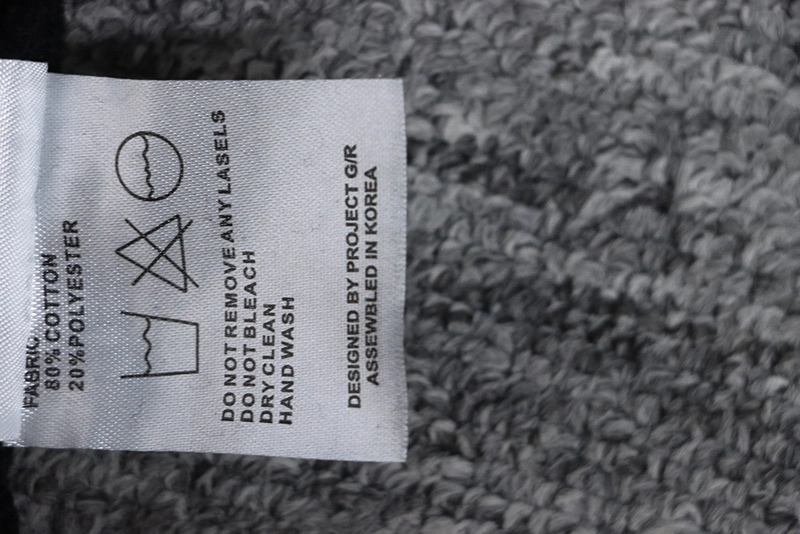 FABRIC
80% COTTON
20%POLYESTER
DO NOT REMOVE ANY LASELS
DO NOT BLEACH
DRY CLEAN
HAND WASH
DESIGNED BY PROJECT G/R
ASSEWBLED IN KOREA